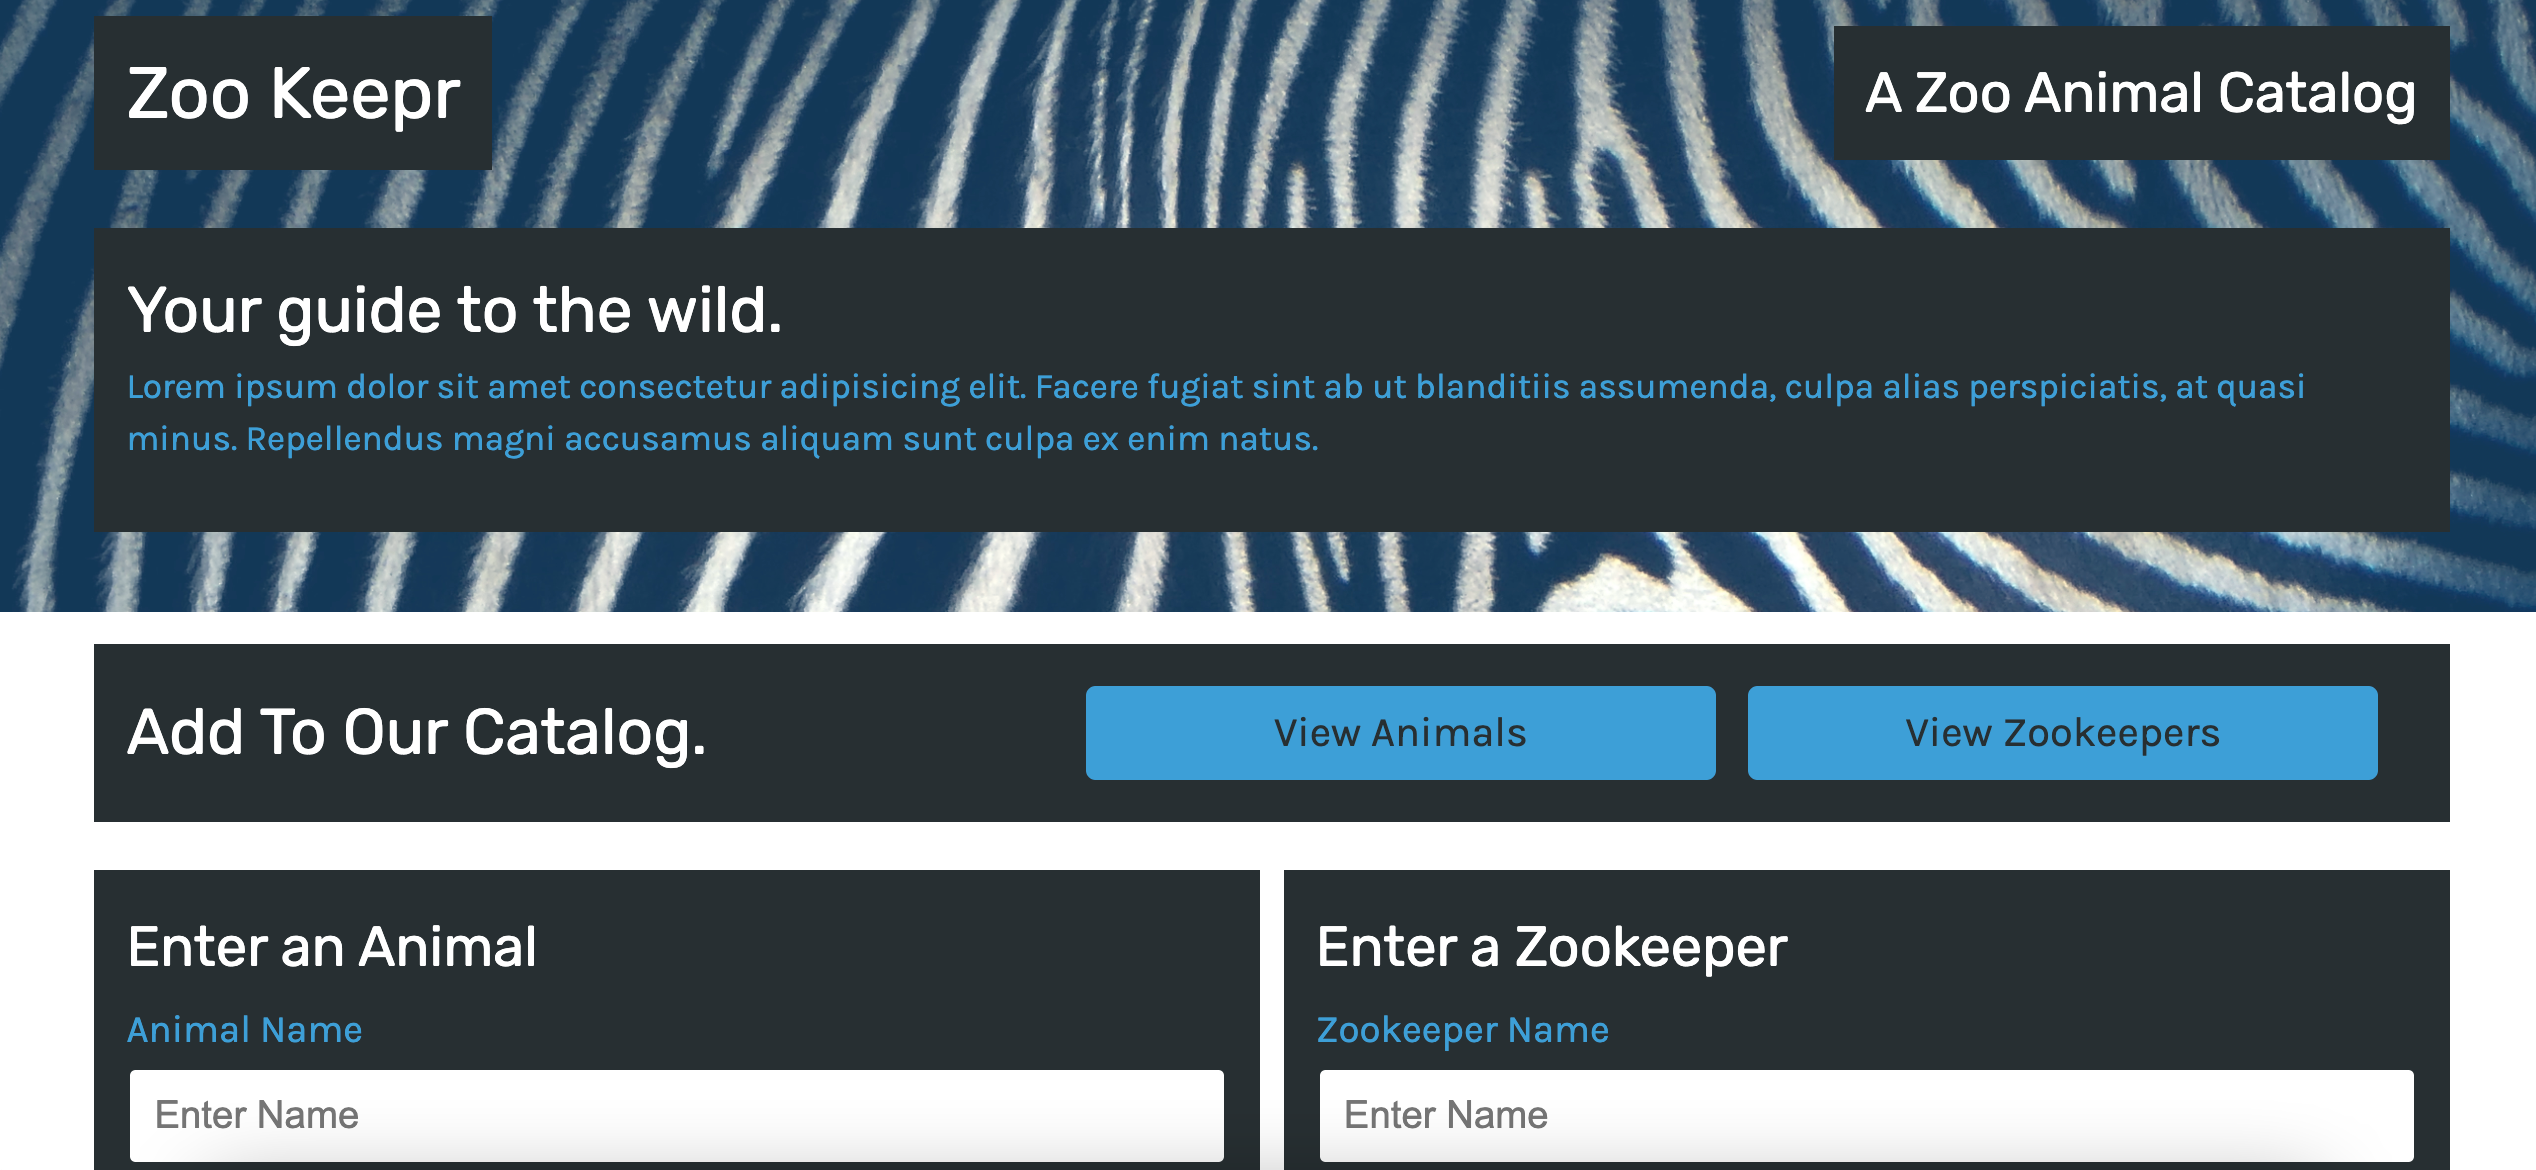 Zoo Keepr
A Zoo Animal Catalog
Your guide to the wild.
Lorem ipsum dolor sit amet consectetur adipisicing elit. Facere fugiat sint ab ut blanditiis assumenda, culpa alias perspiciatis, at quasi
minus. Repellendus magni accusamus aliquam sunt culpa ex enim natus.
Add To Our Catalog.
View Animals
View Zookeepers
Enter an Animal
Animal Name
Enter Name
Enter a Zookeeper
Zookeeper Name
Enter Name